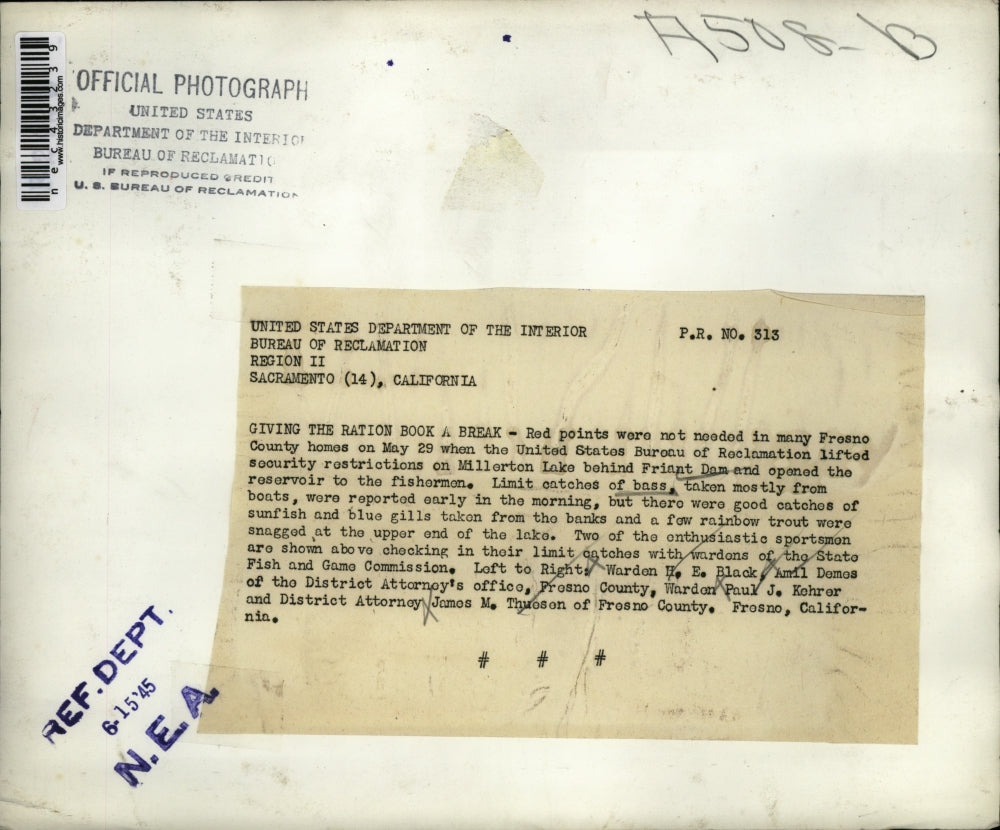 A508-B
OFFICIAL PHOTOGRAPH
UNITED STATES
DEPARTMENT OF THE INTERIO
BUREAU OF RECLAMATIO
IF REPRODUCED CREDIT
U. S. BUREAU OF RECLAMATION
nec43239
www.historicimages.com
UNITED STATES DEPARTMENT OF THE INTERIOR P.R. NO. 313
BUREAU OF RECLAMATION
REGION II
SACRAMENTO (14), CALIFORNIA
GIVING THE RATION BOOK A BREAK - Red points were not needed in many Fresno
County homes on May 29 when the United States Bureau of Reclamation lifted
security restrictions on Millerton Lake behind Friant Dam and opened the
reservoir to the fishermen. Limit catches of bass, taken mostly from
boats, were reported early in the morning, but there were good catches of
sunfish and blue gills taken from the banks and a few rainbow trout were
snagged at the upper end of the lake. Two of the enthusiastic sportsmen
are shown above checking in their limit catches with wardens of the State
Fish and Game Commission. Left to Right: Warden H. E. Black, Amil Demes
of the District Attorney's office, Fresno County, Warden Paul J. Kehrer
and District Attorney James M. Thuesen of Fresno County. Fresno, Califor-
nia.
# # #
REF. DEPT.
6-15'45
N.E.A.